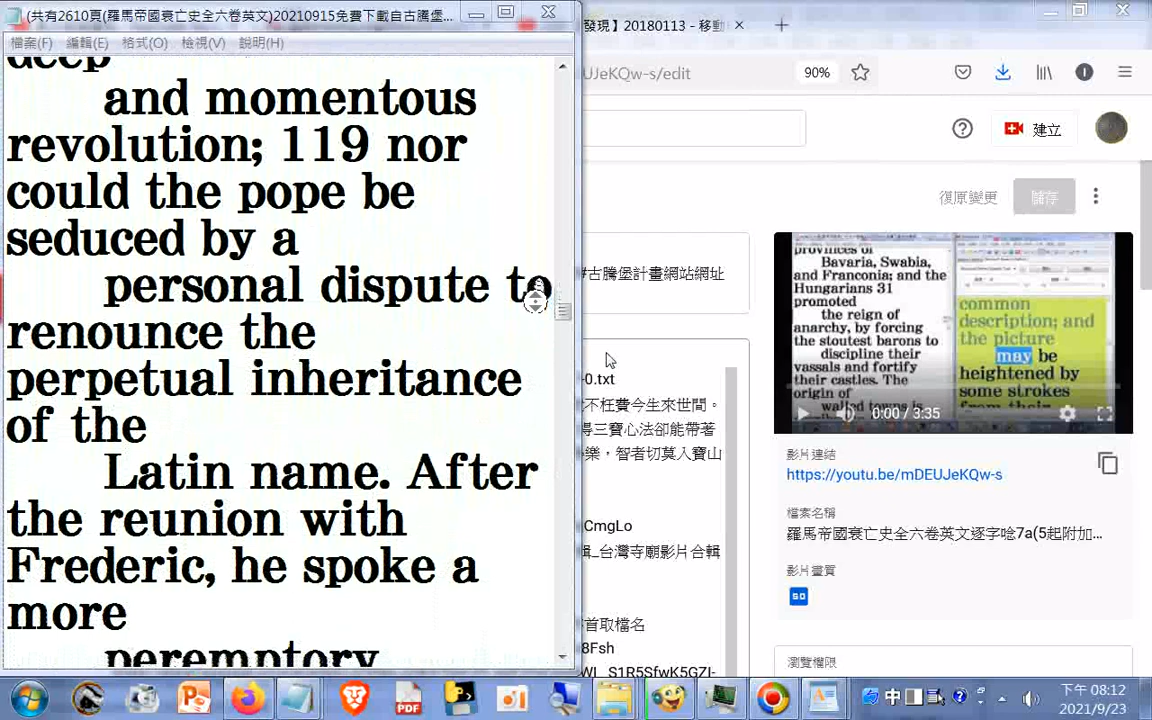 (共有2610頁(羅馬帝國衰亡史全六卷英文)20210915免費下載自古騰堡...
檔案(F) 編輯(E) 格式(O) 檢視(V) 說明(H)
deep
and momentous
revolution; 119 nor
could the pope be
seduced by a
personal dispute to
renounce the
perpetual inheritance
of the
Latin name. After
the reunion with
Frederic, he spoke a
more
peremptory
發現】20180113 - 移動
UJeKQw-s/edit
90%
建立
復原變更
儲存
#古騰堡計畫網站網址
-0.txt
不枉費今生來世間。
得三寶心法卻能帶著
樂，智者切莫入寶山
CmgLo
輯_台灣寺廟影片合輯
首取檔名
8Fsh
WI_S1R5SfwK5GZI-
provinces of
Bavaria, Swabia,
and Franconia; and the
Hungarians 31
promoted
the reign of
anarchy, by forcing
the stoutest barons to
discipline their
vassals and fortify
their castles. The
origin of
walled towns is
common
description; and
the picture
may be
heightened by
some strokes
from their
0:00 / 3:35
影片連結
https://youtu.be/mDEUJeKQw-s
檔案名稱
羅馬帝國衰亡史全六卷英文逐字唸7a(5起附加...
影片畫質
SD
瀏覽權限
PDF
中
下午 08:12
2021/9/23